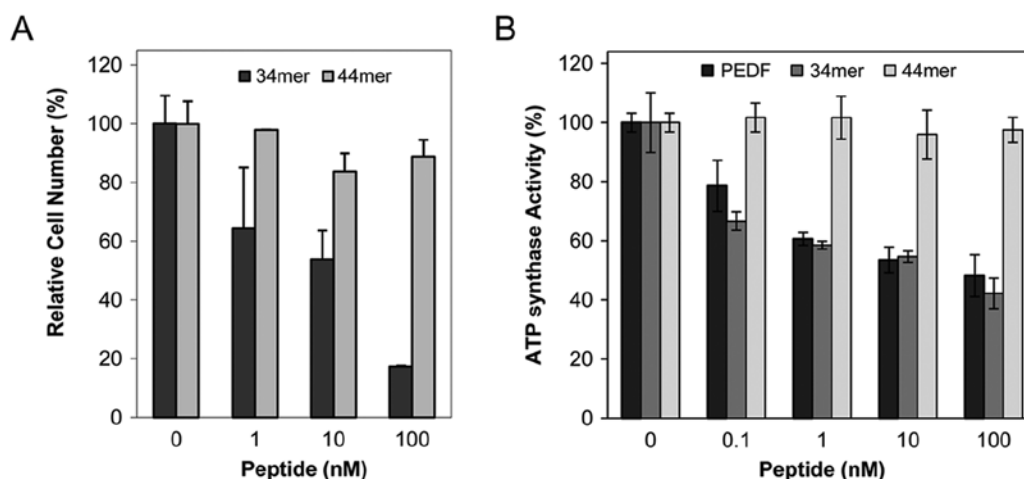 A
120
34mer 44mer
100
80
60
40
20
0
Relative Cell Number (%)
0 1 10 100
Peptide (nM)
B
120
PEDF 34mer 44mer
100
80
60
40
20
0
ATP synthase Activity (%)
0 0.1 1 10 100
Peptide (nM)